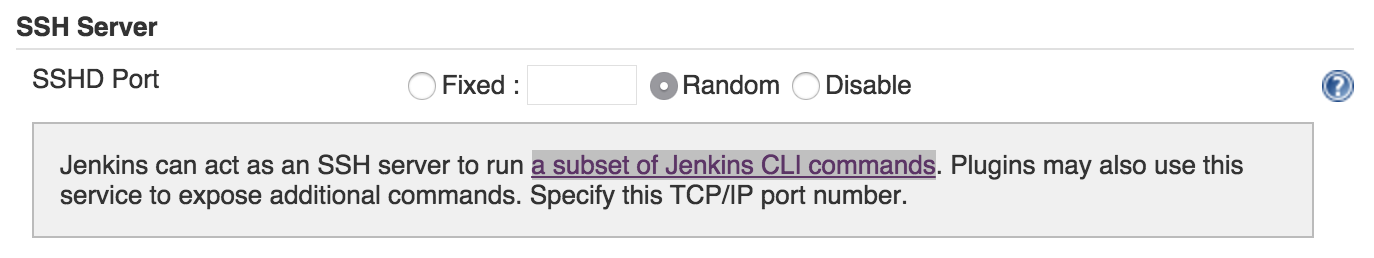 SSH Server
SSHD Port Fixed : Random Disable ?
Jenkins can act as an SSH server to run a subset of Jenkins CLI commands. Plugins may also use this
service to expose additional commands. Specify this TCP/IP port number.